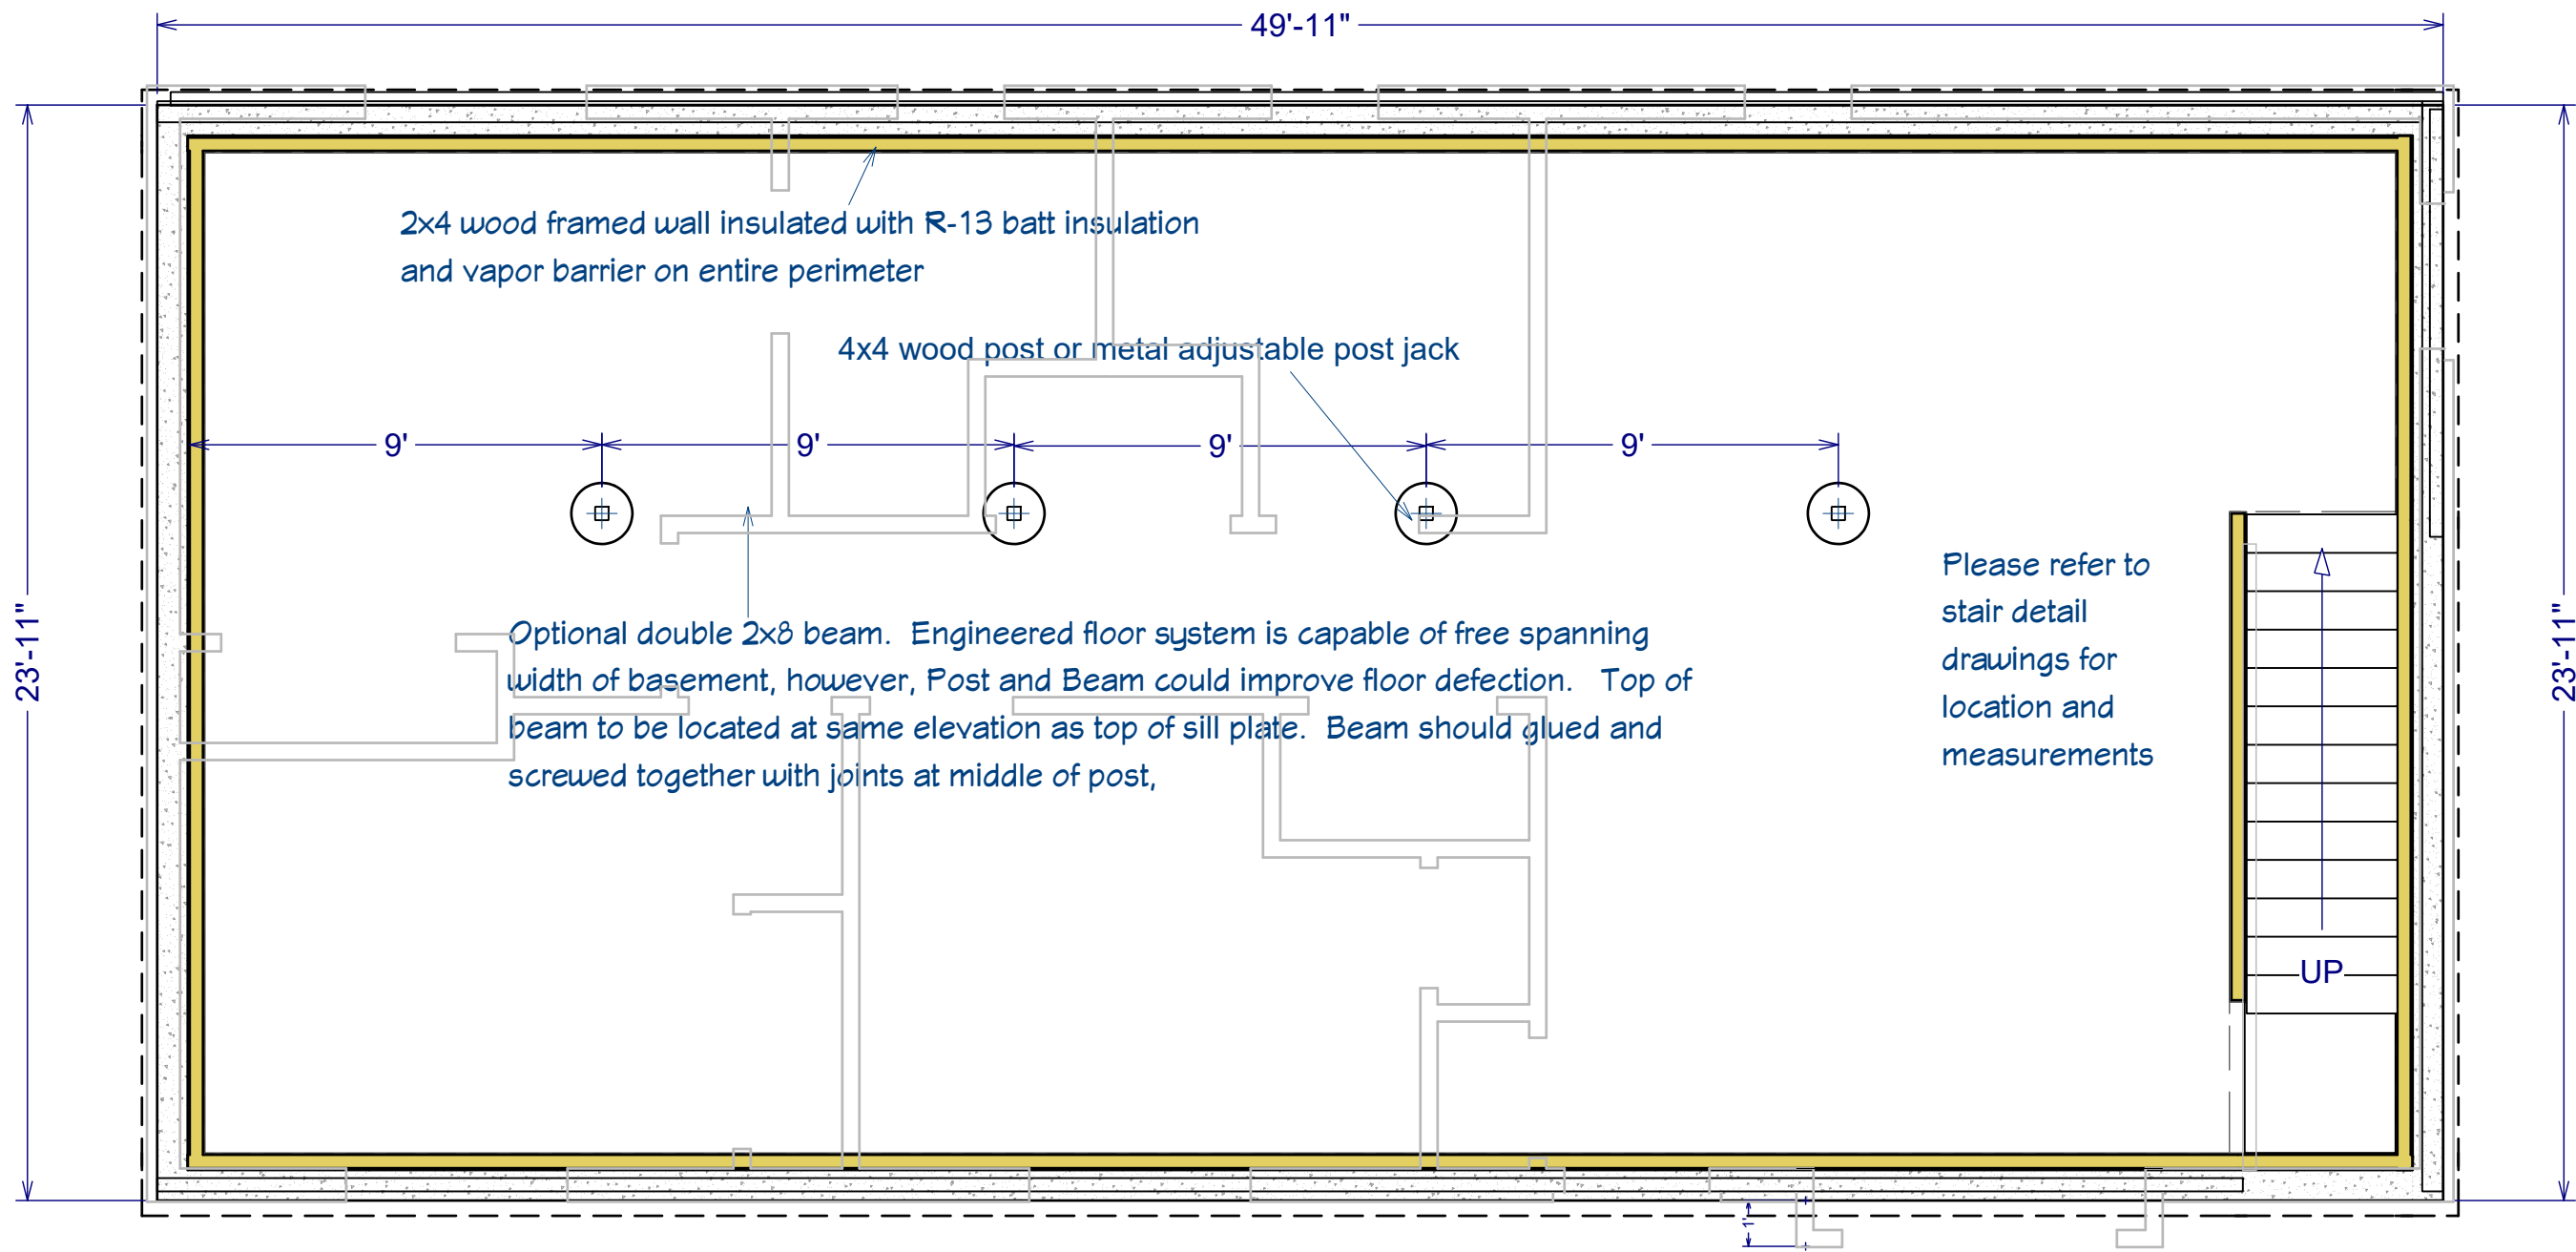 49'-11"
2x4 wood framed wall insulated with R-13 batt insulation
and vapor barrier on entire perimeter
4x4 wood post or metal adjustable post jack
9'
9'
9'
9'
23'-11"
23'-11"
Optional double 2x8 beam.  Engineered floor system is capable of free spanning
width of basement, however, Post and Beam could improve floor defection.   Top of
beam to be located at same elevation as top of sill plate.  Beam should glued and
screwed together with joints at middle of post,
Please refer to
stair detail
drawings for
location and
measurements
UP
1'